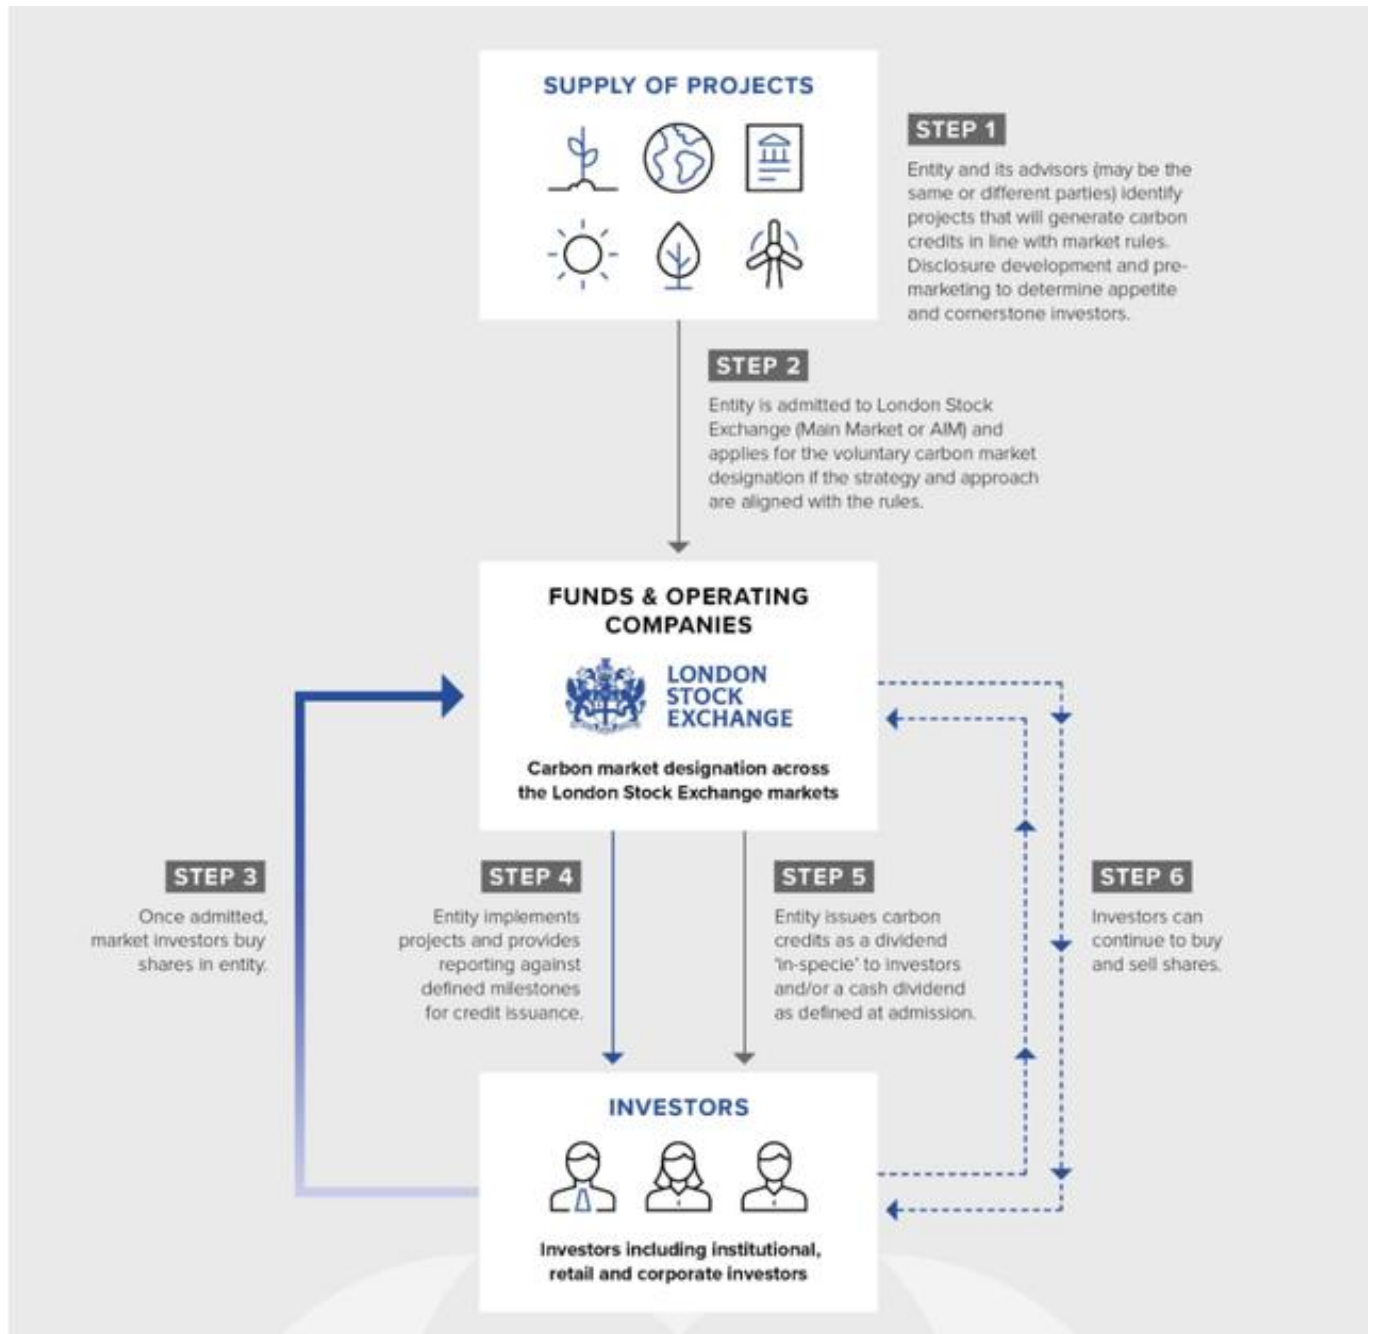 SUPPLY OF PROJECTS
STEP 1
Entity and its advisors (may be the
same or different parties) identify
projects that will generate carbon
credits in line with market rules.
Disclosure development and pre-
marketing to determine appetite
and cornerstone investors.
STEP 2
Entity is admitted to London Stock
Exchange (Main Market or AIM) and
applies for the voluntary carbon market
designation if the strategy and approach
are aligned with the rules.
FUNDS & OPERATING
COMPANIES
LONDON
STOCK
EXCHANGE
Carbon market designation across
the London Stock Exchange markets
STEP 3
Once admitted,
market investors buy
shares in entity.
STEP 4
Entity implements
projects and provides
reporting against
defined milestones
for credit issuance.
STEP 5
Entity issues carbon
credits as a dividend
'in-specie' to investors
and/or a cash dividend
as defined at admission.
STEP 6
Investors can
continue to buy
and sell shares.
INVESTORS
Investors including institutional,
retail and corporate investors